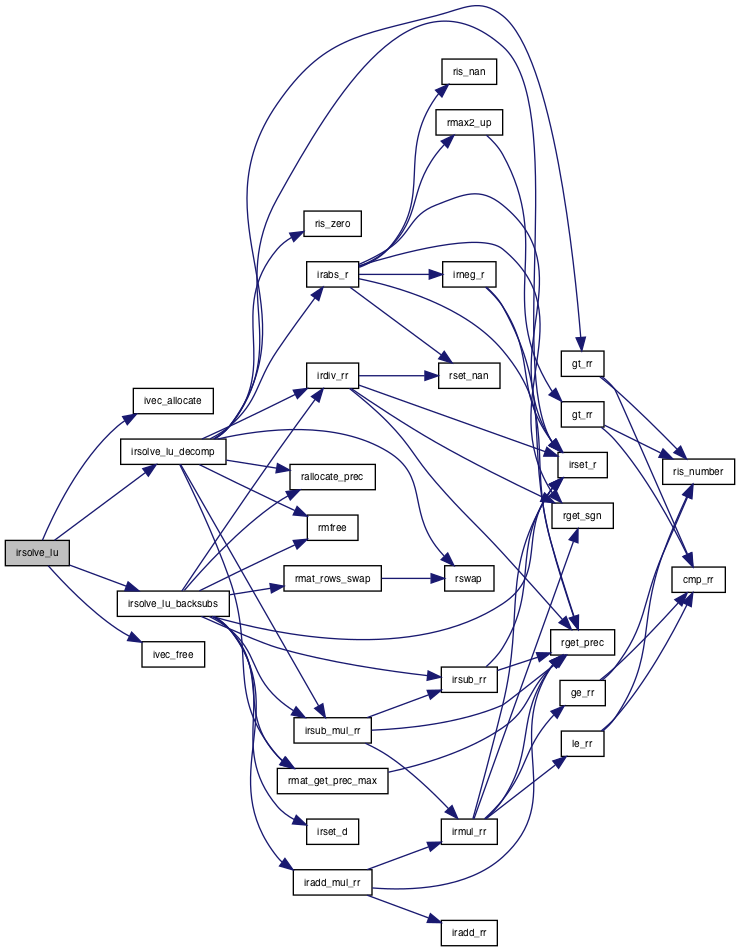 irsolve_lu
ivec_allocate
irsolve_lu_decomp
irsolve_lu_backsubs
ivec_free
ris_zero
irabs_r
irdiv_rr
rallocate_prec
rmfree
rmat_rows_swap
irsub_mul_rr
rmat_get_prec_max
irset_d
iradd_mul_rr
ris_nan
rmax2_up
irneg_r
rset_nan
rswap
irsub_rr
irmul_rr
iradd_rr
gt_rr
gt_rr
irset_r
rget_sgn
rget_prec
ge_rr
le_rr
ris_number
cmp_rr